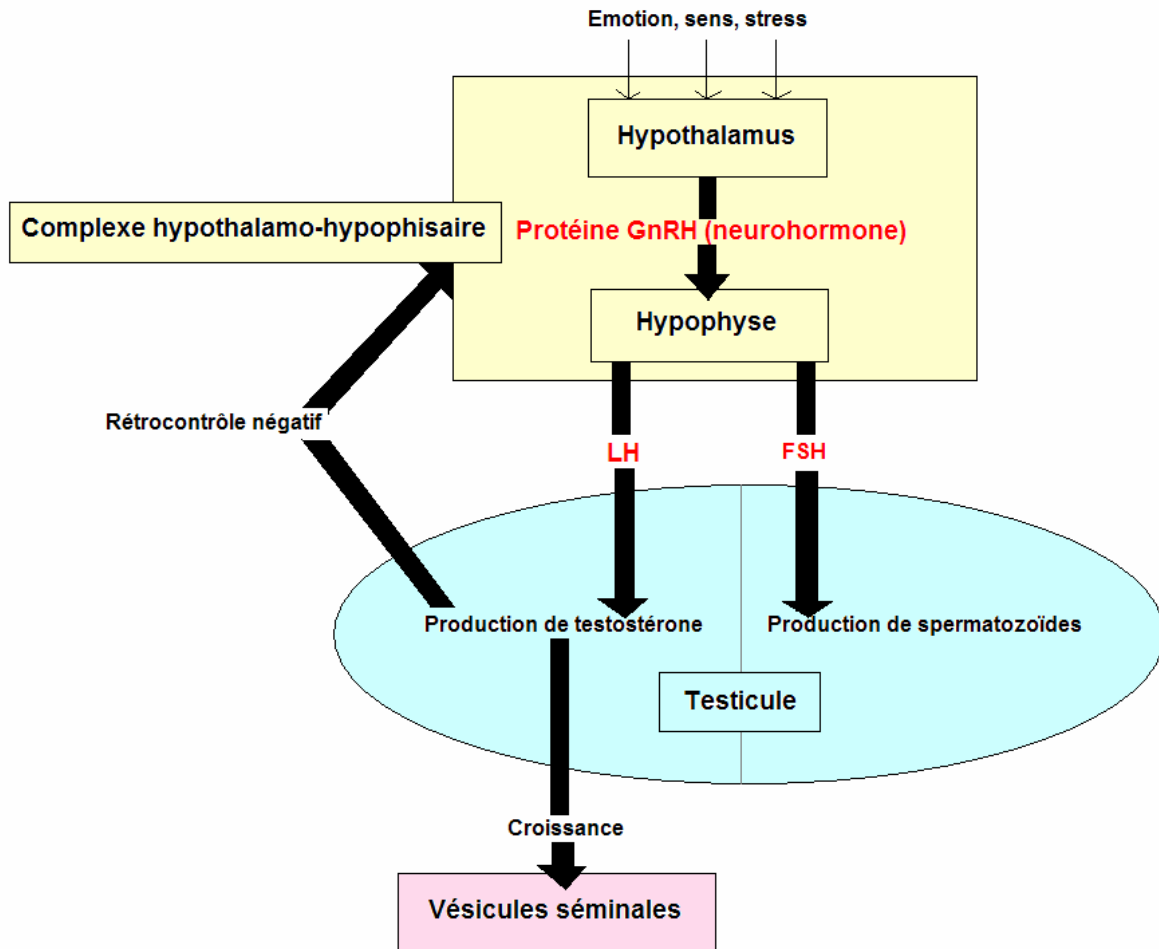 Emotion, sens, stress
Hypothalamus
Complexe hypothalamo-hypophisaire
Protéine GnRH (neurohormone)
Hypophyse
Rétrocontrôle négatif
LH
FSH
Production de testostérone
Production de spermatozoïdes
Testicule
Croissance
Vésicules séminales